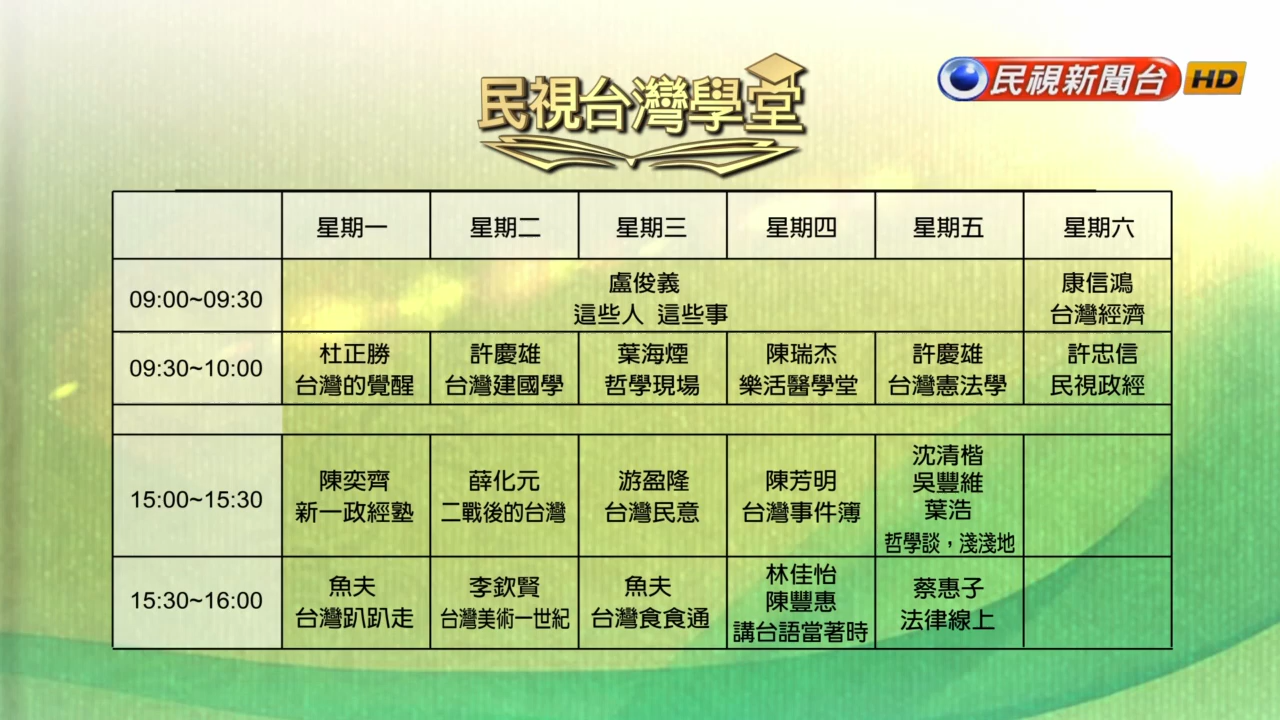 民視台灣學堂
民視新聞台 HD
星期一 星期二 星期三 星期四 星期五 星期六
09:00~09:30
盧俊義
這些人 這些事
康信鴻
台灣經濟
09:30~10:00
杜正勝
台灣的覺醒
許慶雄
台灣建國學
葉海煙
哲學現場
陳瑞杰
樂活醫學堂
許慶雄
台灣憲法學
許忠信
民視政經
15:00~15:30
陳奕齊
新一政經塾
薛化元
二戰後的台灣
游盈隆
台灣民意
陳芳明
台灣事件簿
沈清楷
吳豐維
葉浩
哲學談，淺淺地
15:30~16:00
魚夫
台灣趴趴走
李欽賢
台灣美術一世紀
魚夫
台灣食食通
林佳怡
陳豐惠
講台語當著時
蔡惠子
法律線上